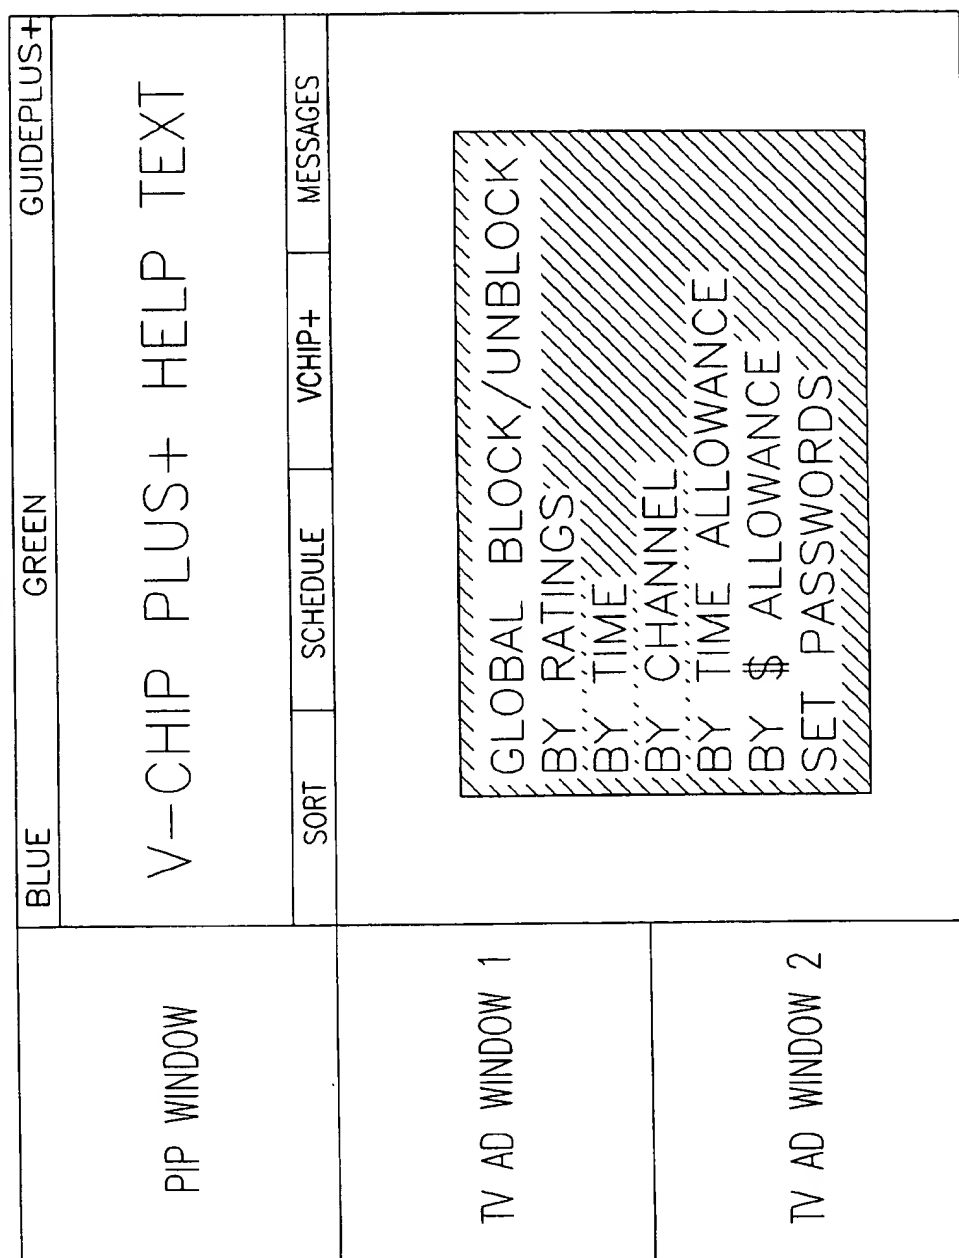 BLUE GREEN GUIDEPLUS+
PIP WINDOW
V-CHIP PLUS+ HELP TEXT
SORT SCHEDULE VCHIP+ MESSAGES
TV AD WINDOW 1
TV AD WINDOW 2
GLOBAL BLOCK/UNBLOCK
BY RATINGS
BY TIME
BY CHANNEL
BY TIME ALLOWANCE
BY $ ALLOWANCE
SET PASSWORDS